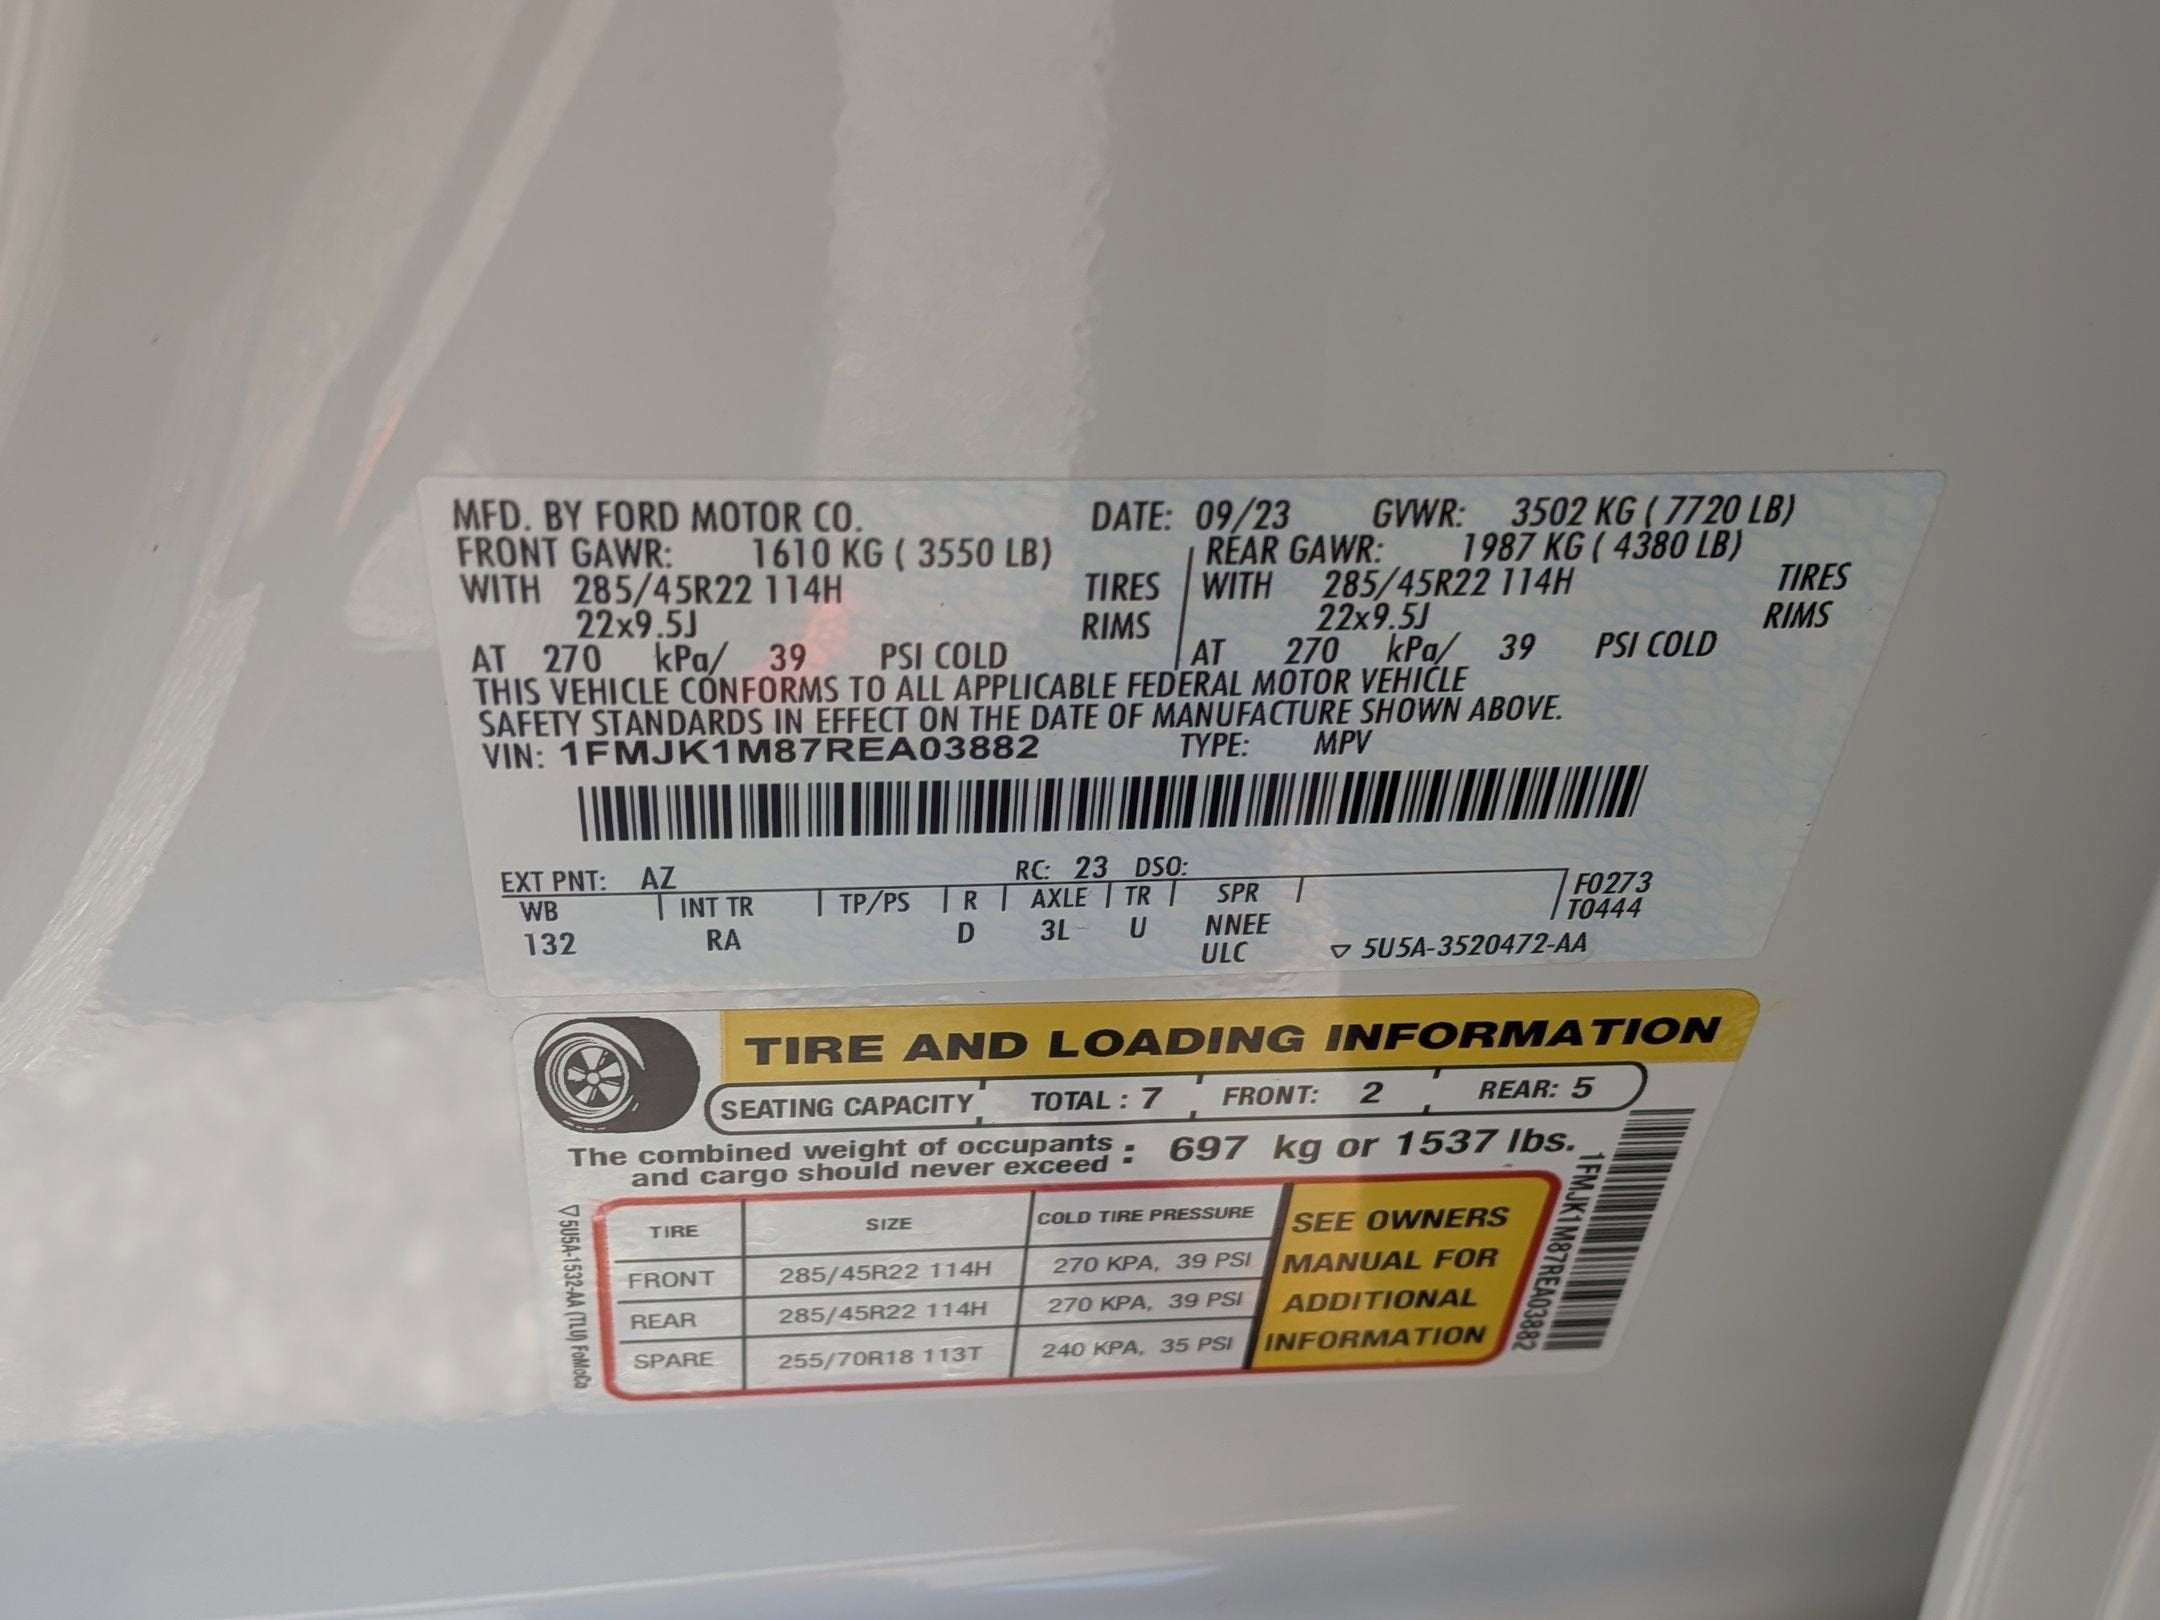 MFD. BY FORD MOTOR CO. DATE: 09/23 GVWR: 3502 KG ( 7720 LB)
FRONT GAWR: 1610 KG ( 3550 LB) REAR GAWR: 1987 KG ( 4380 LB)
WITH 285/45R22 114H TIRES WITH 285/45R22 114H TIRES
22x9.5J RIMS 22x9.5J RIMS
AT 270 kPa/ 39 PSI COLD AT 270 kPa/ 39 PSI COLD
THIS VEHICLE CONFORMS TO ALL APPLICABLE FEDERAL MOTOR VEHICLE
SAFETY STANDARDS IN EFFECT ON THE DATE OF MANUFACTURE SHOWN ABOVE.
VIN: 1FMJK1M87REA03882 TYPE: MPV
EXT PNT: AZ RC: 23 DSO: F0273
WB INT TR TP/PS R AXLE TR SPR T0444
132 RA D 3L U NNEE
ULC ▽ 5U5A-3520472-AA
TIRE AND LOADING INFORMATION
SEATING CAPACITY TOTAL : 7 FRONT: 2 REAR: 5
The combined weight of occupants
and cargo should never exceed : 697 kg or 1537 lbs.
TIRE SIZE COLD TIRE PRESSURE
FRONT 285/45R22 114H 270 KPA, 39 PSI
REAR 285/45R22 114H 270 KPA, 39 PSI
SPARE 255/70R18 113T 240 KPA, 35 PSI
SEE OWNERS
MANUAL FOR
ADDITIONAL
INFORMATION
1FMJK1M87REA03882
▽5U5A-1532-AA (TLU) FoMoCo